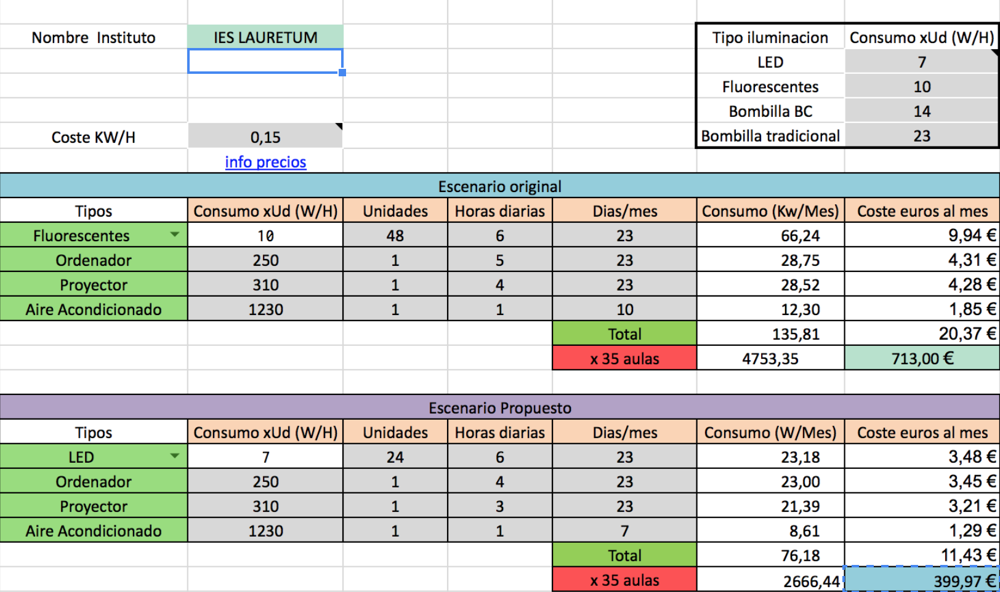 Nombre Instituto IES LAURETUM Tipo iluminacion Consumo xUd (W/H)
LED 7
Fluorescentes 10
Bombilla BC 14
Coste KW/H 0,15 Bombilla tradicional 23
info precios
Escenario original
Tipos Consumo xUd (W/H) Unidades Horas diarias Dias/mes Consumo (Kw/Mes) Coste euros al mes
Fluorescentes 10 48 6 23 66,24 9,94 €
Ordenador 250 1 5 23 28,75 4,31 €
Proyector 310 1 4 23 28,52 4,28 €
Aire Acondicionado 1230 1 1 10 12,30 1,85 €
Total 135,81 20,37 €
x 35 aulas 4753,35 713,00 €
Escenario Propuesto
Tipos Consumo xUd (W/H) Unidades Horas diarias Dias/mes Consumo (W/Mes) Coste euros al mes
LED 7 24 6 23 23,18 3,48 €
Ordenador 250 1 4 23 23,00 3,45 €
Proyector 310 1 3 23 21,39 3,21 €
Aire Acondicionado 1230 1 1 7 8,61 1,29 €
Total 76,18 11,43 €
x 35 aulas 2666,44 399,97 €